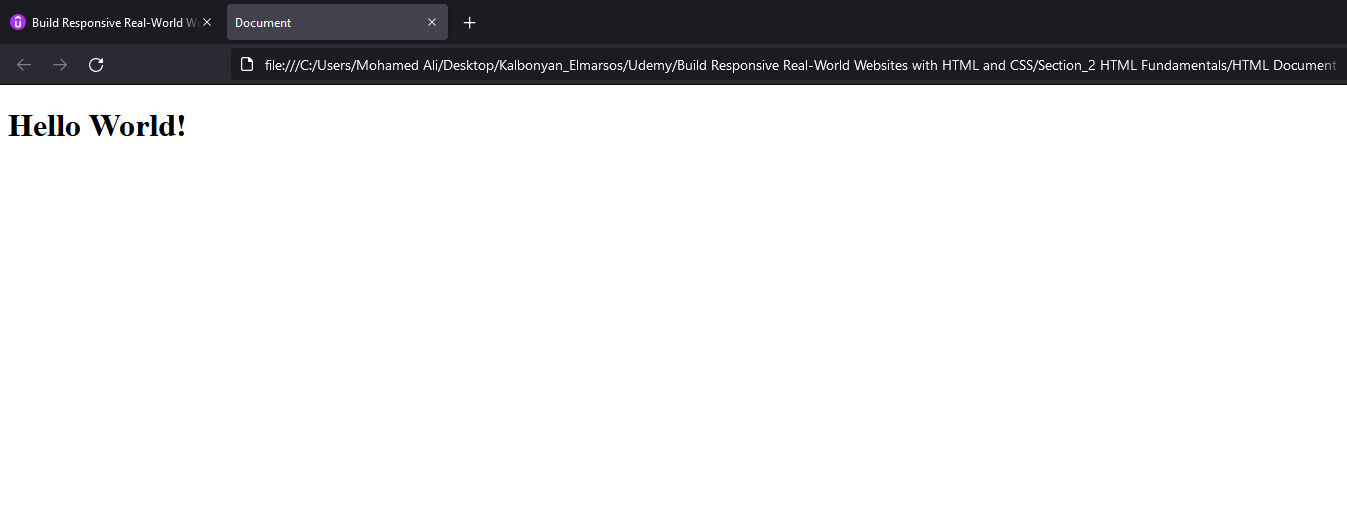 Build Responsive Real-World W
Document
file:///C:/Users/Mohamed Ali/Desktop/Kalbonyan_Elmarsos/Udemy/Build Responsive Real-World Websites with HTML and CSS/Section_2 HTML Fundamentals/HTML Document
Hello World!